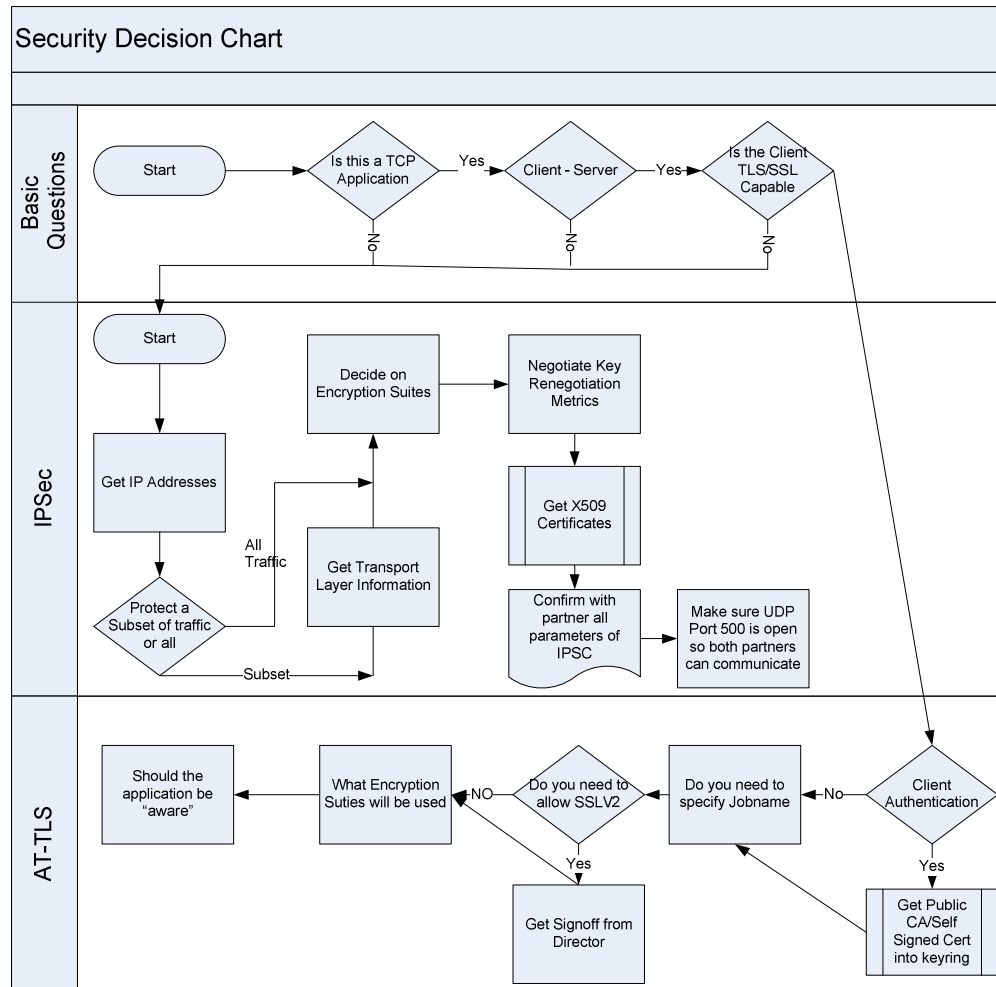 Security Decision Chart
Basic
Questions
Start
Is this a TCP
Application
Yes
Client - Server
Yes
Is the Client
TLS/SSL
Capable
No
No
No
IPSec
Start
Get IP Addresses
Protect a
Subset of traffic
or all
All
Traffic
Subset
Get Transport
Layer Information
Decide on
Encryption Suites
Negotiate Key
Renegotiation
Metrics
Get X509
Certificates
Confirm with
partner all
parameters of
IPSC
Make sure UDP
Port 500 is open
so both partners
can communicate
AT-TLS
Client
Authentication
No
Yes
Get Public
CA/Self
Signed Cert
into keyring
Do you need to
specify Jobname
Do you need to
allow SSLV2
NO
Yes
Get Signoff from
Director
What Encryption
Suties will be used
Should the
application be
“aware”